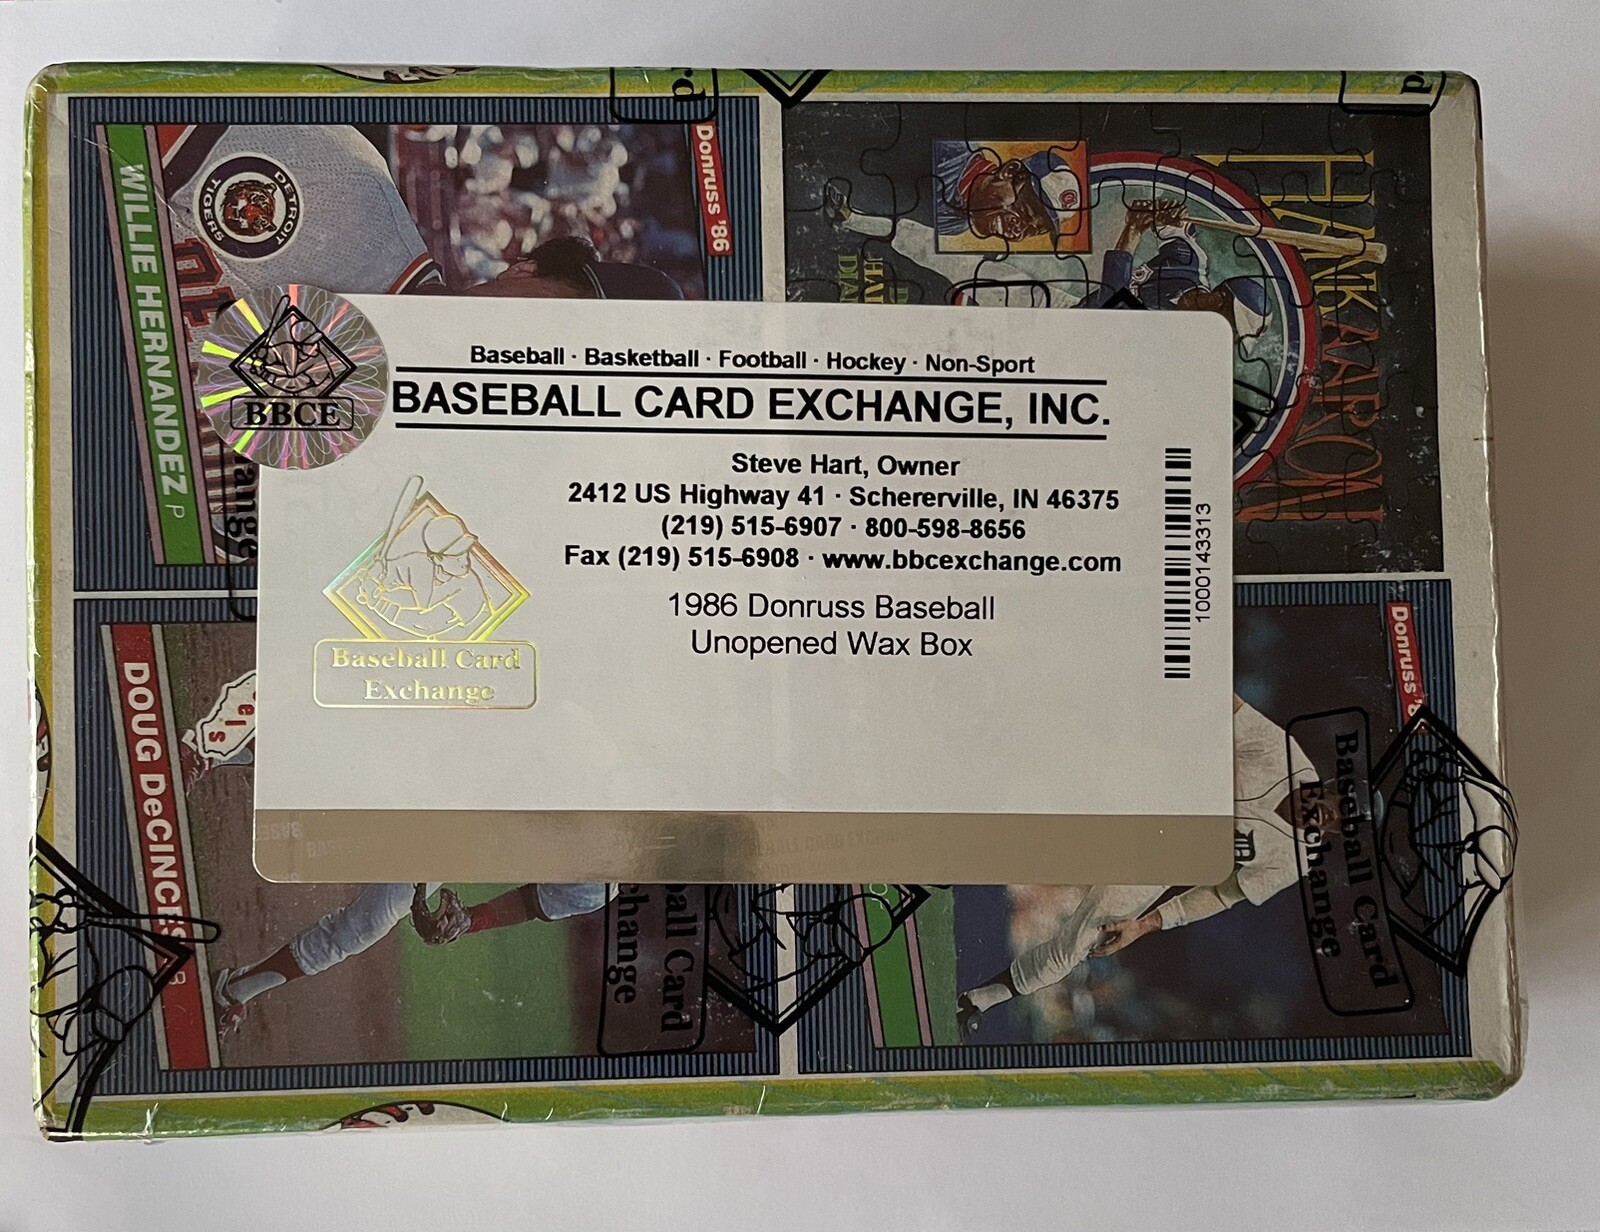 Baseball · Basketball · Football · Hockey · Non-Sport
BASEBALL CARD EXCHANGE, INC.
Steve Hart, Owner
2412 US Highway 41 · Schererville, IN 46375
(219) 515-6907 · 800-598-8656
Fax (219) 515-6908 · www.bbcexchange.com
1986 Donruss Baseball
Unopened Wax Box
1000143313
BBCE
Baseball Card
Exchange
Donruss '86
DETROIT
TIGERS
WILLIE HERNANDEZ P
HANK AARON
DOUG DeCINCES
Donruss
Baseball Card
Exchange
Card